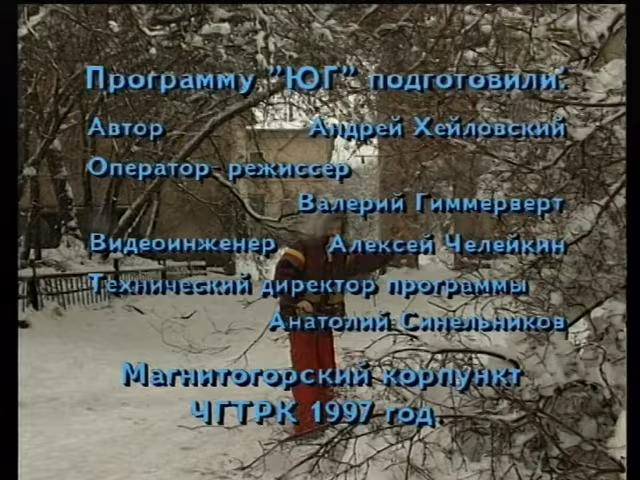 Программу "ЮГ" подготовили:
Автор Андрей Хейловский
Оператор- режиссер
Валерий Гиммерверт
Видеоинженер Алексей Челейкин
Технический директор программы
Анатолий Синельников
Магнитогорский корпункт
ЧГТРК 1997 год.